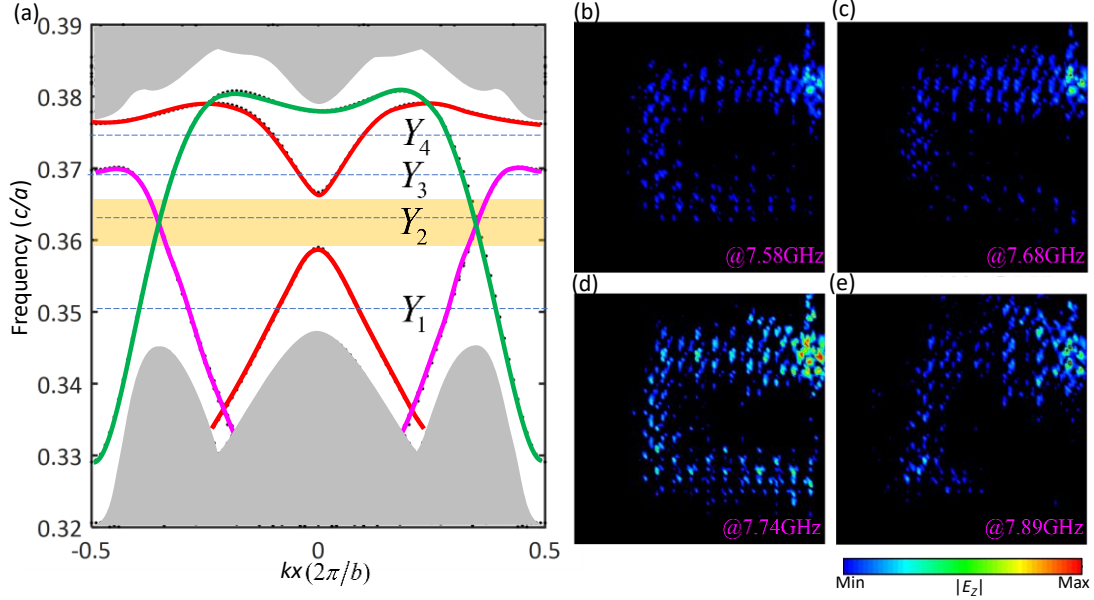 (a)
0.39
0.38
0.37
0.36
0.35
0.34
0.33
0.32
Frequency (c/a)
Y4
Y3
Y2
Y1
-0.5
0
0.5
kx (2π/b)
(b)
@7.58GHz
(c)
@7.68GHz
(d)
@7.74GHz
(e)
@7.89GHz
Min
|Ez|
Max